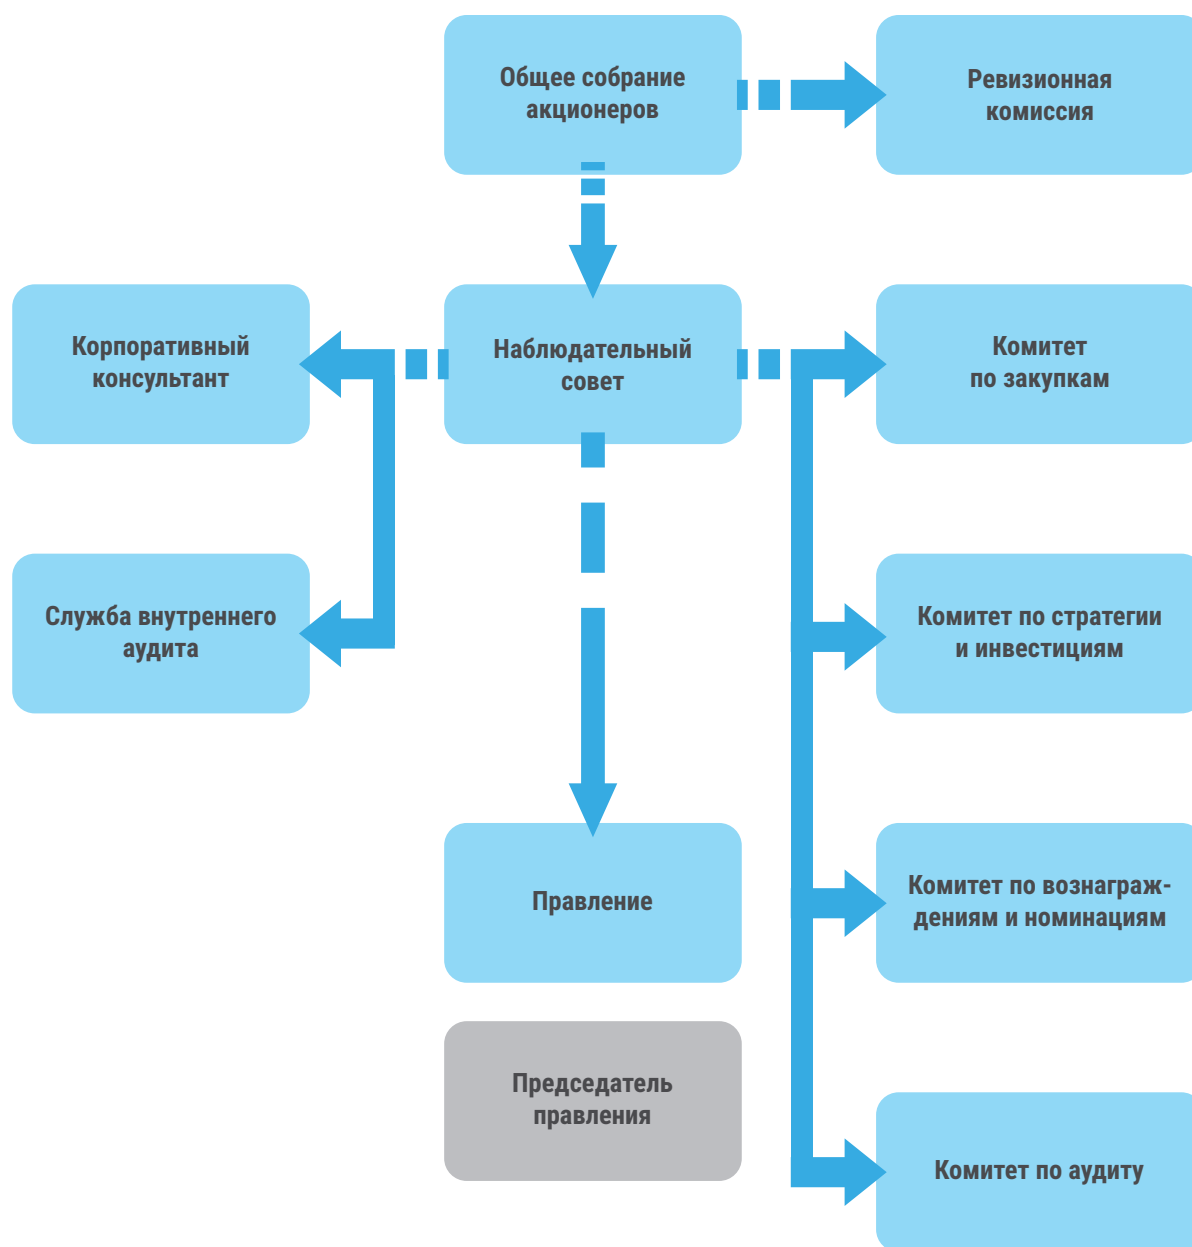 Общее собрание
акционеров
Ревизионная
комиссия
Корпоративный
консультант
Наблюдательный
совет
Комитет
по закупкам
Служба внутреннего
аудита
Комитет по стратегии
и инвестициям
Правление
Комитет по вознаграж-
дениям и номинациям
Председатель
правления
Комитет по аудиту